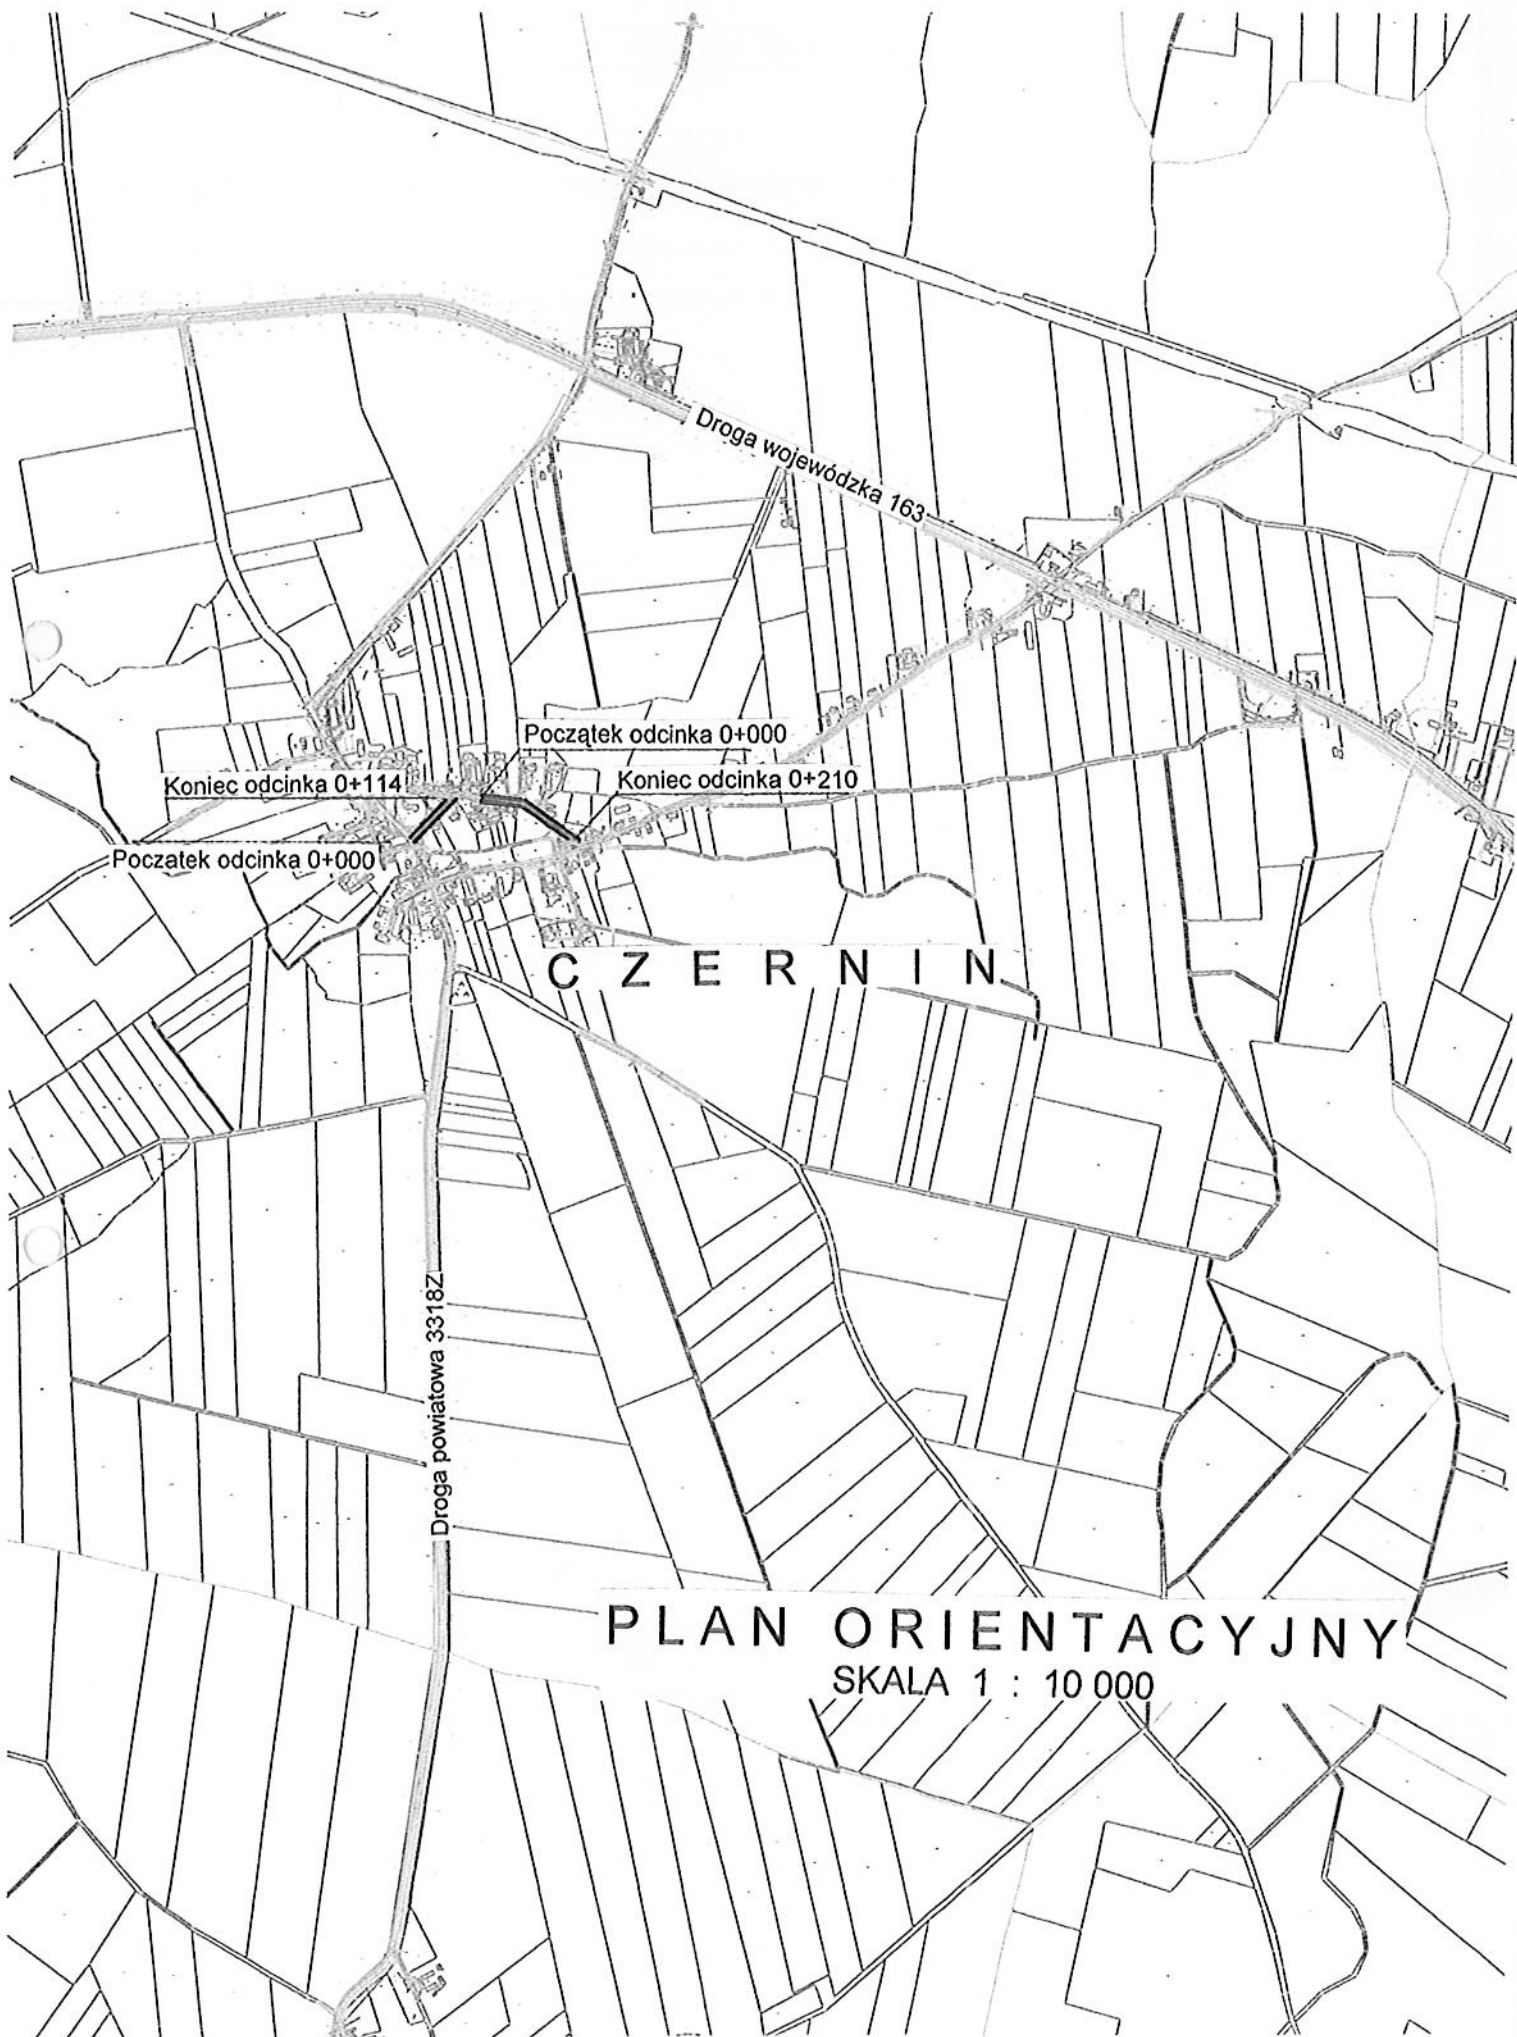 Droga wojewódzka 163
Początek odcinka 0+000
Koniec odcinka 0+114
Koniec odcinka 0+210
Poczatek odcinka 0+000
CZERNIN
Droga powiatowa 3318Z
PLAN ORIENTACYJNY
SKALA 1 : 10 000